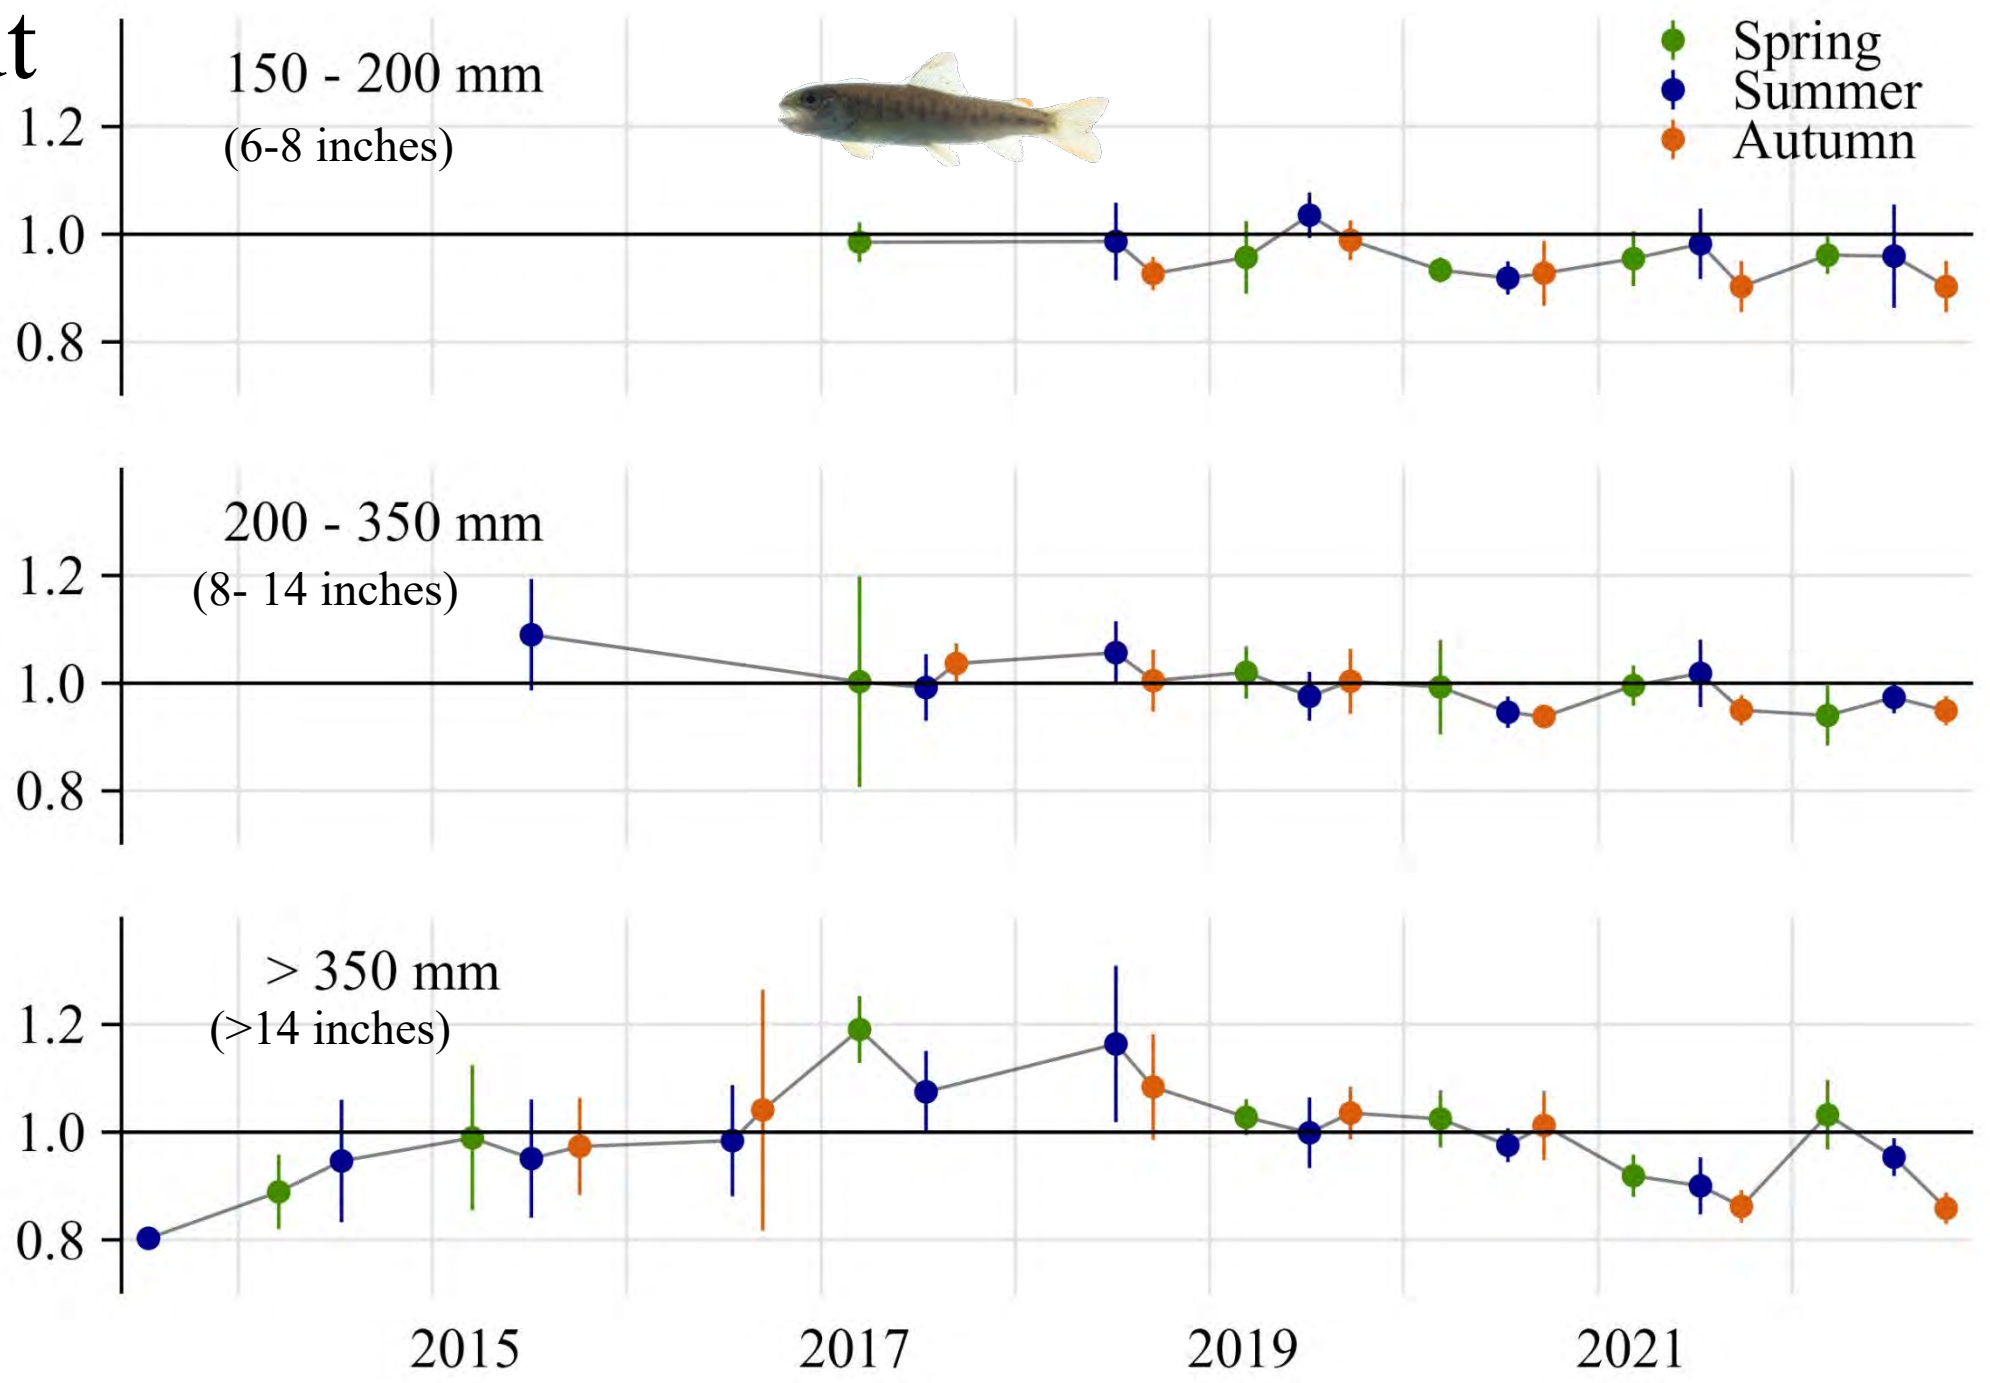 150 - 200 mm
(6-8 inches)
Spring
Summer
Autumn
1.2
1.0
0.8
200 - 350 mm
(8- 14 inches)
1.2
1.0
0.8
> 350 mm
(>14 inches)
1.2
1.0
0.8
2015 2017 2019 2021